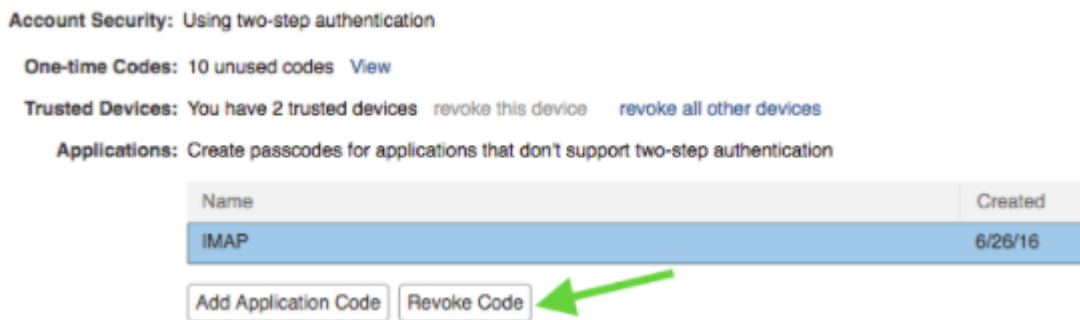 Account Security: Using two-step authentication
One-time Codes: 10 unused codes View
Trusted Devices: You have 2 trusted devices revoke this device revoke all other devices
Applications: Create passcodes for applications that don't support two-step authentication
Name Created
IMAP 6/26/16
Add Application Code Revoke Code